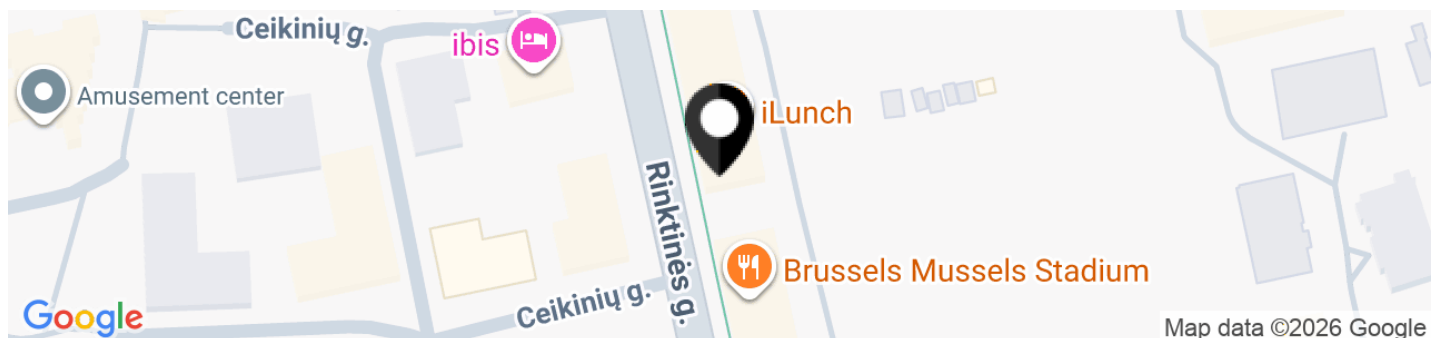 Ceikinių g.
ibis
Amusement center
iLunch
Rinktinės g.
Brussels Mussels Stadium
Ceikinių g.
Google
Map data ©2026 Google